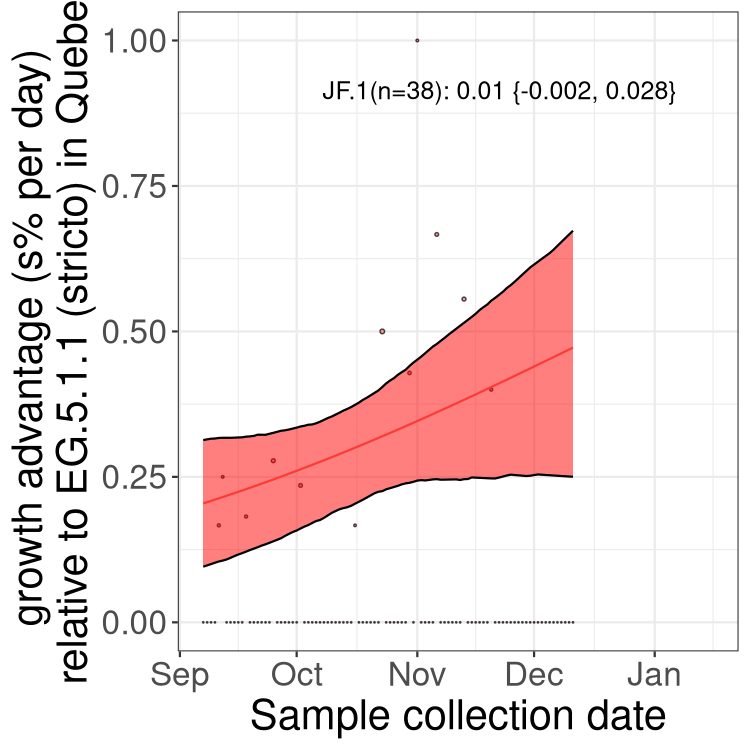 growth advantage (s% per day)
relative to EG.5.1.1 (stricto) in Quebe
1.00
0.75
0.50
0.25
0.00
JF.1(n=38): 0.01 {-0.002, 0.028}
Sep Oct Nov Dec Jan
Sample collection date